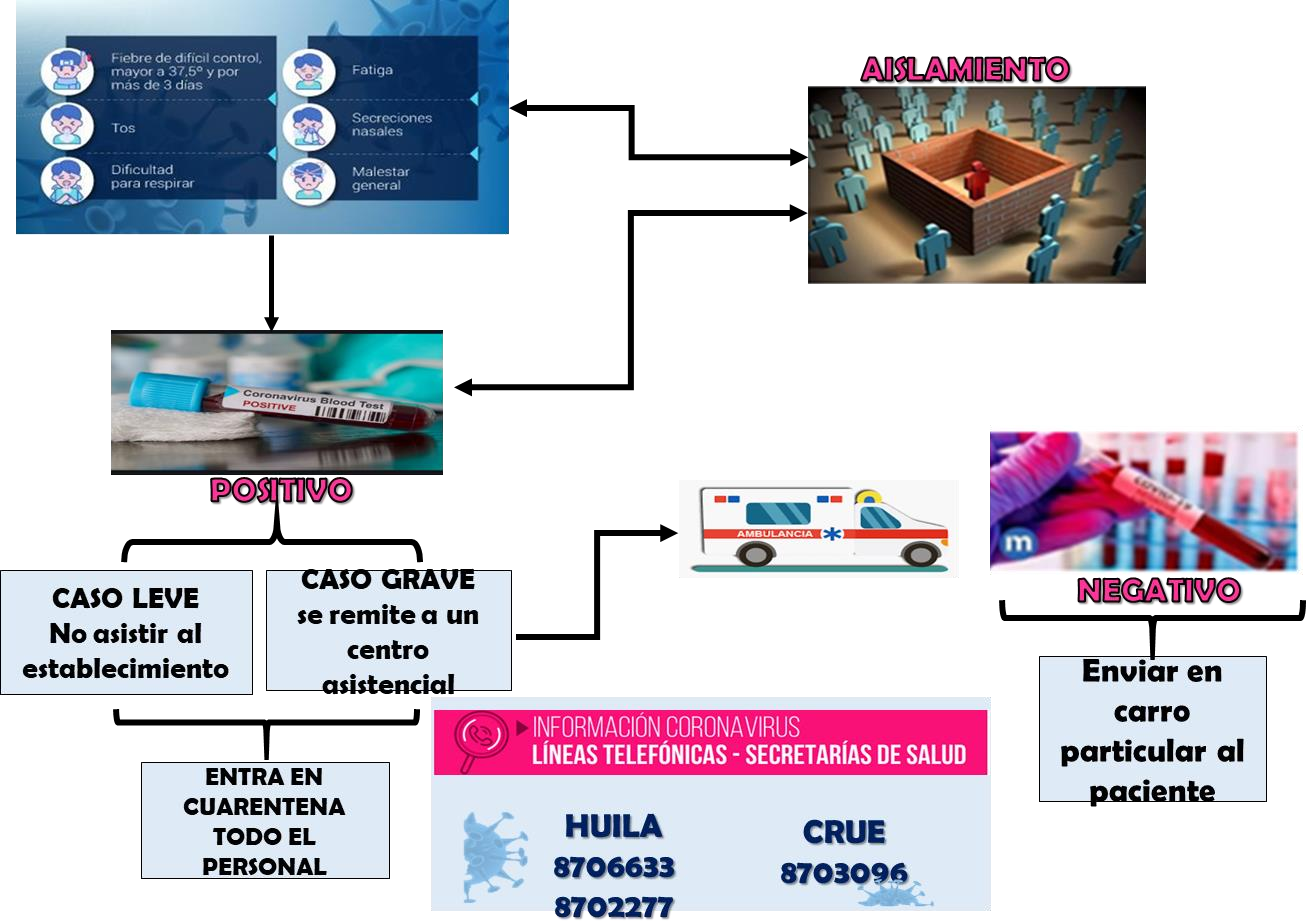 Fiebre de difícil control,
mayor a 37,5º y por
más de 3 días
Tos
Dificultad
para respirar
Fatiga
Secreciones
nasales
Malestar
general
AISLAMIENTO
Coronavirus Blood Test
POSITIVE
POSITIVO
CASO LEVE
No asistir al
establecimiento
CASO GRAVE
se remite a un
centro
asistencial
AMBULANCIA
COVID-19
m
NEGATIVO
Enviar en
carro
particular al
paciente
ENTRA EN
CUARENTENA
TODO EL
PERSONAL
INFORMACIÓN CORONAVIRUS
LÍNEAS TELEFÓNICAS - SECRETARÍAS DE SALUD
HUILA
8706633
8702277
CRUE
8703096